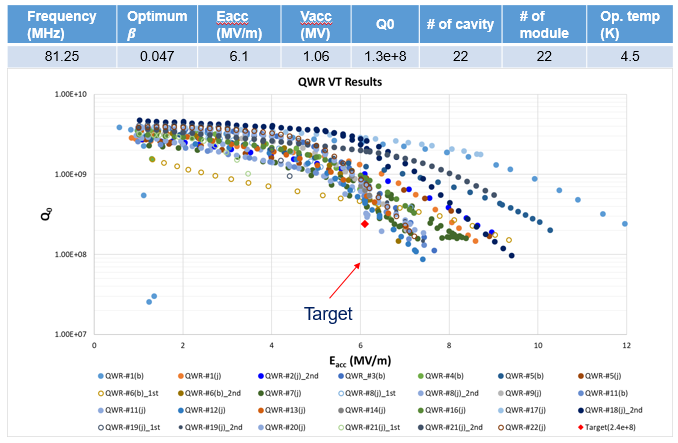 Frequency (MHz) Optimum β Eacc (MV/m) Vacc (MV) Q0 # of cavity # of module Op. temp (K)
81.25 0.047 6.1 1.06 1.3e+8 22 22 4.5
QWR VT Results
1.00E+10
1.00E+09
1.00E+08
1.00E+07
Q0
0 2 4 6 8 10 12
Target
Eacc (MV/m)
QWR-#1(b) QWR-#1(j) QWR-#2(j)_2nd QWR_#3(b) QWR-#4(b) QWR-#5(b) QWR-#5(j)
QWR-#6(b)_1st QWR-#6(b)_2nd QWR-#7(j) QWR-#8(j)_1st QWR-#8(j)_2nd QWR-#9(j) QWR-#11(b)
QWR-#11(j) QWR-#12(j) QWR-#13(j) QWR-#14(j) QWR-#16(j) QWR-#17(j) QWR-#18(j)_2nd
QWR-#19(j)_1st QWR-#19(j)_2nd QWR-#20(j) QWR-#21(j)_1st QWR-#21(j)_2nd QWR-#22(j) Target(2.4e+8)